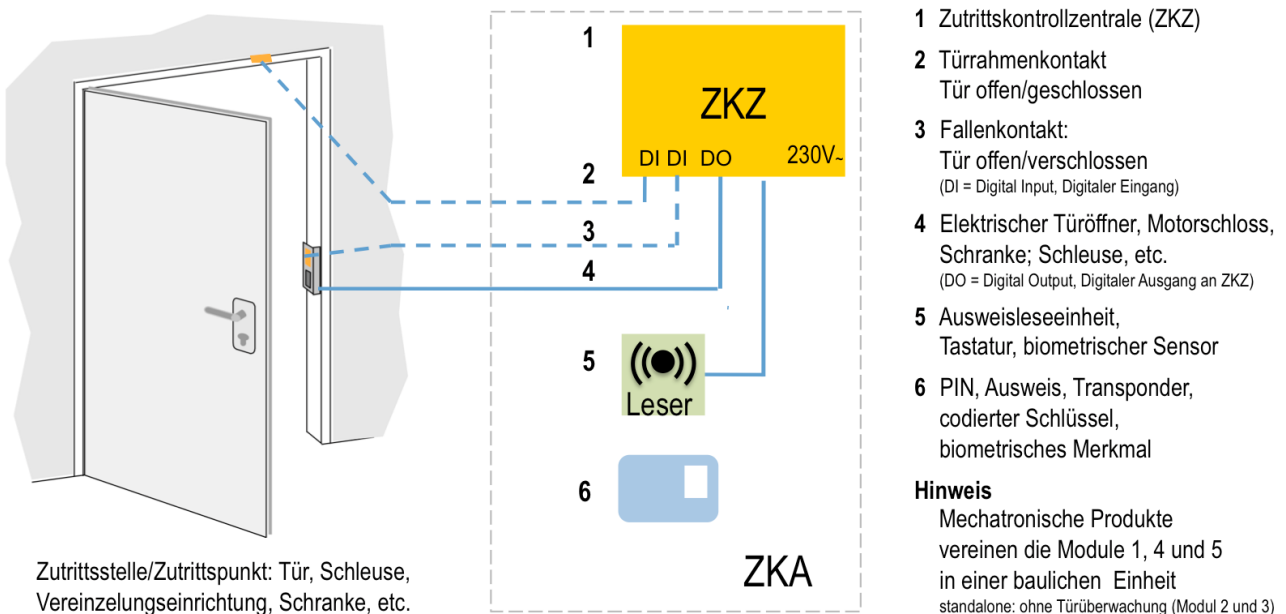 1
ZKZ
DI DI DO 230V~
2
3
4
5
Leser
6
ZKA
Zutrittsstelle/Zutrittspunkt: Tür, Schleuse,
Vereinzelungseinrichtung, Schranke, etc.
1 Zutrittskontrollzentrale (ZKZ)
2 Türrahmenkontakt
Tür offen/geschlossen
3 Fallenkontakt:
Tür offen/verschlossen
(DI = Digital Input, Digitaler Eingang)
4 Elektrischer Türöffner, Motorschloss,
Schranke; Schleuse, etc.
(DO = Digital Output, Digitaler Ausgang an ZKZ)
5 Ausweisleseeinheit,
Tastatur, biometrischer Sensor
6 PIN, Ausweis, Transponder,
codierter Schlüssel,
biometrisches Merkmal
Hinweis
Mechatronische Produkte
vereinen die Module 1, 4 und 5
in einer baulichen Einheit
standalone: ohne Türüberwachung (Modul 2 und 3)